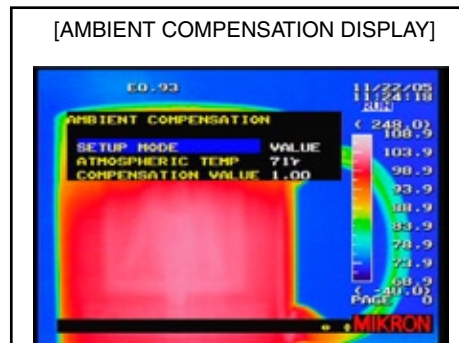 [AMBIENT COMPENSATION DISPLAY]
E0.93
11/22/05
11:24:18
RUN
AMBIENT COMPENSATION
SETUP MODE VALUE
ATMOSPHERIC TEMP 71
COMPENSATION VALUE 1.00
( 248.0)
108.9
103.9
98.9
93.9
88.9
83.9
78.9
73.9
68.9
( -40.0)
PAGE 0
MIKRON